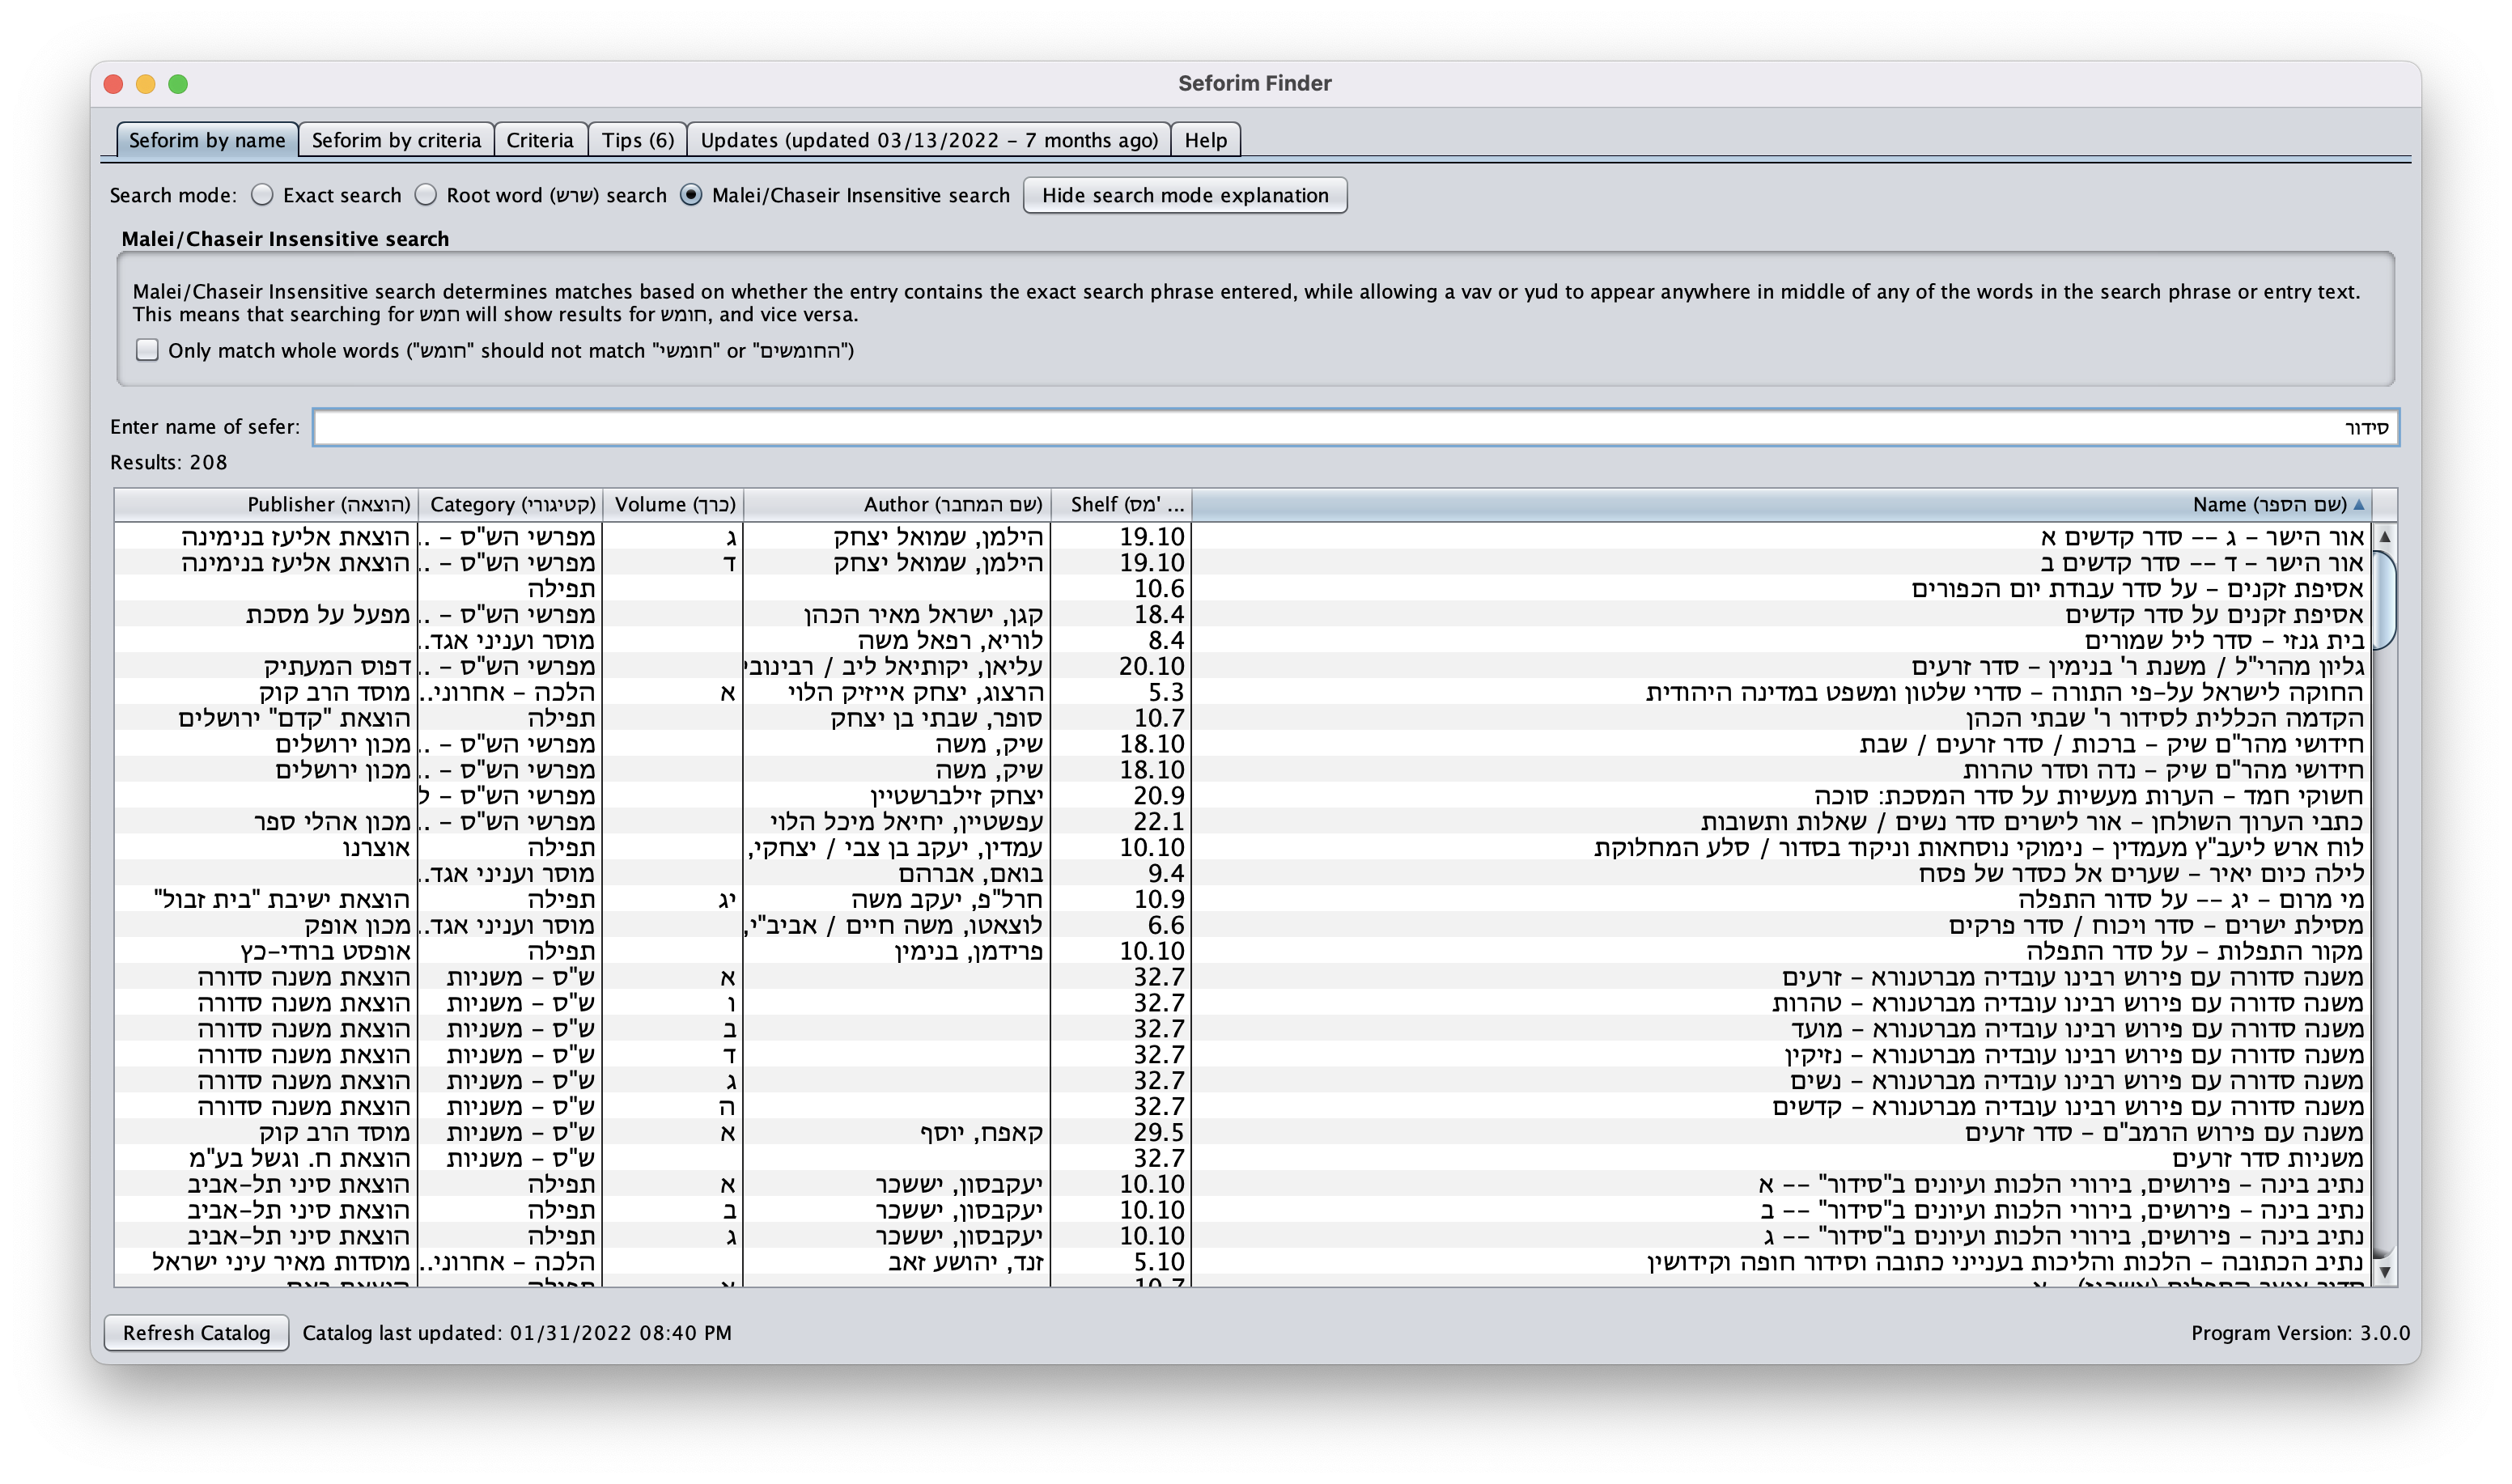 Seforim Finder
Seforim by name Seforim by criteria Criteria Tips (6) Updates (updated 03/13/2022 – 7 months ago) Help
Search mode: Exact search Root word (שרש) search Malei/Chaseir Insensitive search Hide search mode explanation
Malei/Chaseir Insensitive search
Malei/Chaseir Insensitive search determines matches based on whether the entry contains the exact search phrase entered, while allowing a vav or yud to appear anywhere in middle of any of the words in the search phrase or entry text.
This means that searching for חמש will show results for חומש, and vice versa.
Only match whole words ("חומש" should not match "חומשי" or "החומשים")
Enter name of sefer: סידור
Results: 208
Name (שם הספר) Shelf (מס' ... Author (שם המחבר) Volume (כרך) Category (קטיגורי) Publisher (הוצאה)
אור הישר – ג –– סדר קדשים א 19.10 הילמן, שמואל יצחק ג מפרשי הש"ס – .. הוצאת אליעז בנימינה
אור הישר – ד –– סדר קדשים ב 19.10 הילמן, שמואל יצחק ד מפרשי הש"ס – .. הוצאת אליעז בנימינה
אסיפת זקנים – על סדר עבודת יום הכפורים 10.6 תפילה
אסיפת זקנים על סדר קדשים 18.4 קגן, ישראל מאיר הכהן מפרשי הש"ס – .. מפעל על מסכת
בית גנזי – סדר ליל שמורים 8.4 לוריא, רפאל משה מוסר ועניני אגד..
גליון מהרי"ל / משנת ר' בנימין – סדר זרעים 20.10 עליאן, יקותיאל ליב / רבינובי מפרשי הש"ס – .. דפוס המעתיק
החוקה לישראל על–פי התורה – סדרי שלטון ומשפט במדינה היהודית 5.3 הרצוג, יצחק אייזיק הלוי א הלכה – אחרוני.. מוסד הרב קוק
הקדמה הכללית לסידור ר' שבתי הכהן 10.7 סופר, שבתי בן יצחק תפילה הוצאת "קדם" ירושלים
חידושי מהר"ם שיק – ברכות / סדר זרעים / שבת 18.10 שיק, משה מפרשי הש"ס – .. מכון ירושלים
חידושי מהר"ם שיק – נדה וסדר טהרות 18.10 שיק, משה מפרשי הש"ס – .. מכון ירושלים
חשוקי חמד – הערות מעשיות על סדר המסכת: סוכה 20.9 יצחק זילברשטיין מפרשי הש"ס – ל
כתבי הערוך השולחן – אור לישרים סדר נשים / שאלות ותשובות 22.1 עפשטיין, יחיאל מיכל הלוי מפרשי הש"ס – .. מכון אהלי ספר
לוח ארש ליעב"ץ מעמדין – נימוקי נוסחאות וניקוד בסדור / סלע המחלוקת 10.10 עמדין, יעקב בן צבי / יצחקי, תפילה אוצרנו
לילה כיום יאיר – שערים אל כסדר של פסח 9.4 בואם, אברהם מוסר ועניני אגד..
מי מרום – יג –– על סדור התפלה 10.9 חרל"פ, יעקב משה יג תפילה הוצאת ישיבת "בית זבול"
מסילת ישרים – סדר ויכוח / סדר פרקים 6.6 לוצאטו, משה חיים / אביב"י, מוסר ועניני אגד.. מכון אופק
מקור התפלות – על סדר התפלה 10.10 פרידמן, בנימין תפילה אופסט ברודי–כץ
משנה סדורה עם פירוש רבינו עובדיה מברטנורא – זרעים 32.7 א ש"ס – משניות הוצאת משנה סדורה
משנה סדורה עם פירוש רבינו עובדיה מברטנורא – טהרות 32.7 ו ש"ס – משניות הוצאת משנה סדורה
משנה סדורה עם פירוש רבינו עובדיה מברטנורא – מועד 32.7 ב ש"ס – משניות הוצאת משנה סדורה
משנה סדורה עם פירוש רבינו עובדיה מברטנורא – נזיקין 32.7 ד ש"ס – משניות הוצאת משנה סדורה
משנה סדורה עם פירוש רבינו עובדיה מברטנורא – נשים 32.7 ג ש"ס – משניות הוצאת משנה סדורה
משנה סדורה עם פירוש רבינו עובדיה מברטנורא – קדשים 32.7 ה ש"ס – משניות הוצאת משנה סדורה
משנה עם פירוש הרמב"ם – סדר זרעים 29.5 קאפח, יוסף א ש"ס – משניות מוסד הרב קוק
משניות סדר זרעים 32.7 ש"ס – משניות הוצאת ח. וגשל בע"מ
נתיב בינה – פירושים, בירורי הלכות ועיונים ב"סידור" –– א 10.10 יעקבסון, יששכר א תפילה הוצאת סיני תל–אביב
נתיב בינה – פירושים, בירורי הלכות ועיונים ב"סידור" –– ב 10.10 יעקבסון, יששכר ב תפילה הוצאת סיני תל–אביב
נתיב בינה – פירושים, בירורי הלכות ועיונים ב"סידור" –– ג 10.10 יעקבסון, יששכר ג תפילה הוצאת סיני תל–אביב
נתיב הכתובה – הלכות והליכות בענייני כתובה וסידור חופה וקידושין 5.10 זנד, יהושע זאב הלכה – אחרוני.. מוסדות מאיר עיני ישראל
Refresh Catalog Catalog last updated: 01/31/2022 08:40 PM Program Version: 3.0.0